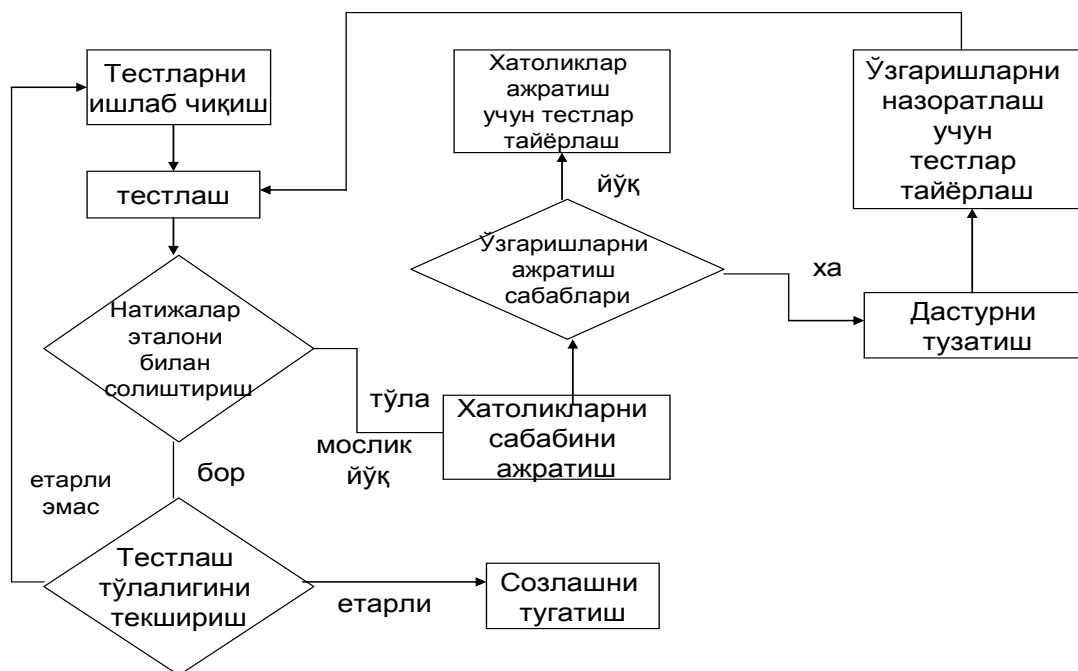 Тестларни
ишлаб чиқиш
тестлаш
Натижалар
эталони
билан
солиштириш
бор
етарли
эмас
Тестлаш
тўлалигини
текшириш
етарли
Созлашни
тугатиш
тўла
мослик
йўқ
Хатоликларни
сабабини
ажратиш
Ўзгаришларни
ажратиш
сабаблари
йўқ
Хатоликлар
ажратиш
учун тестлар
тайёрлаш
ха
Дастурни
тузатиш
Ўзгаришларни
назоратлаш
учун
тестлар
тайёрлаш